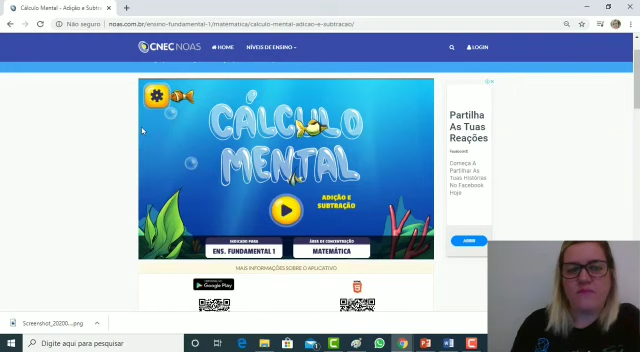 Cálculo Mental - Adição e Subtra
Não seguro
noas.com.br/ensino-fundamental-1/matematica/calculo-mental-adicao-e-subtracao/
CNEC NOAS
HOME
NÍVEIS DE ENSINO
LOGIN
CÁLCULO
MENTAL
ADIÇÃO E
SUBTRAÇÃO
INDICADO PARA
ENS. FUNDAMENTAL 1
ÁREA DE CONCENTRAÇÃO
MATEMÁTICA
Partilha
As Tuas
Reações
Começa A
Partilhar As
Tuas Histórias
No Facebook
Hoje
ABRIR
MAIS INFORMAÇÕES SOBRE O APLICATIVO
Google Play
Screenshot_20200....png
Digite aqui para pesquisar